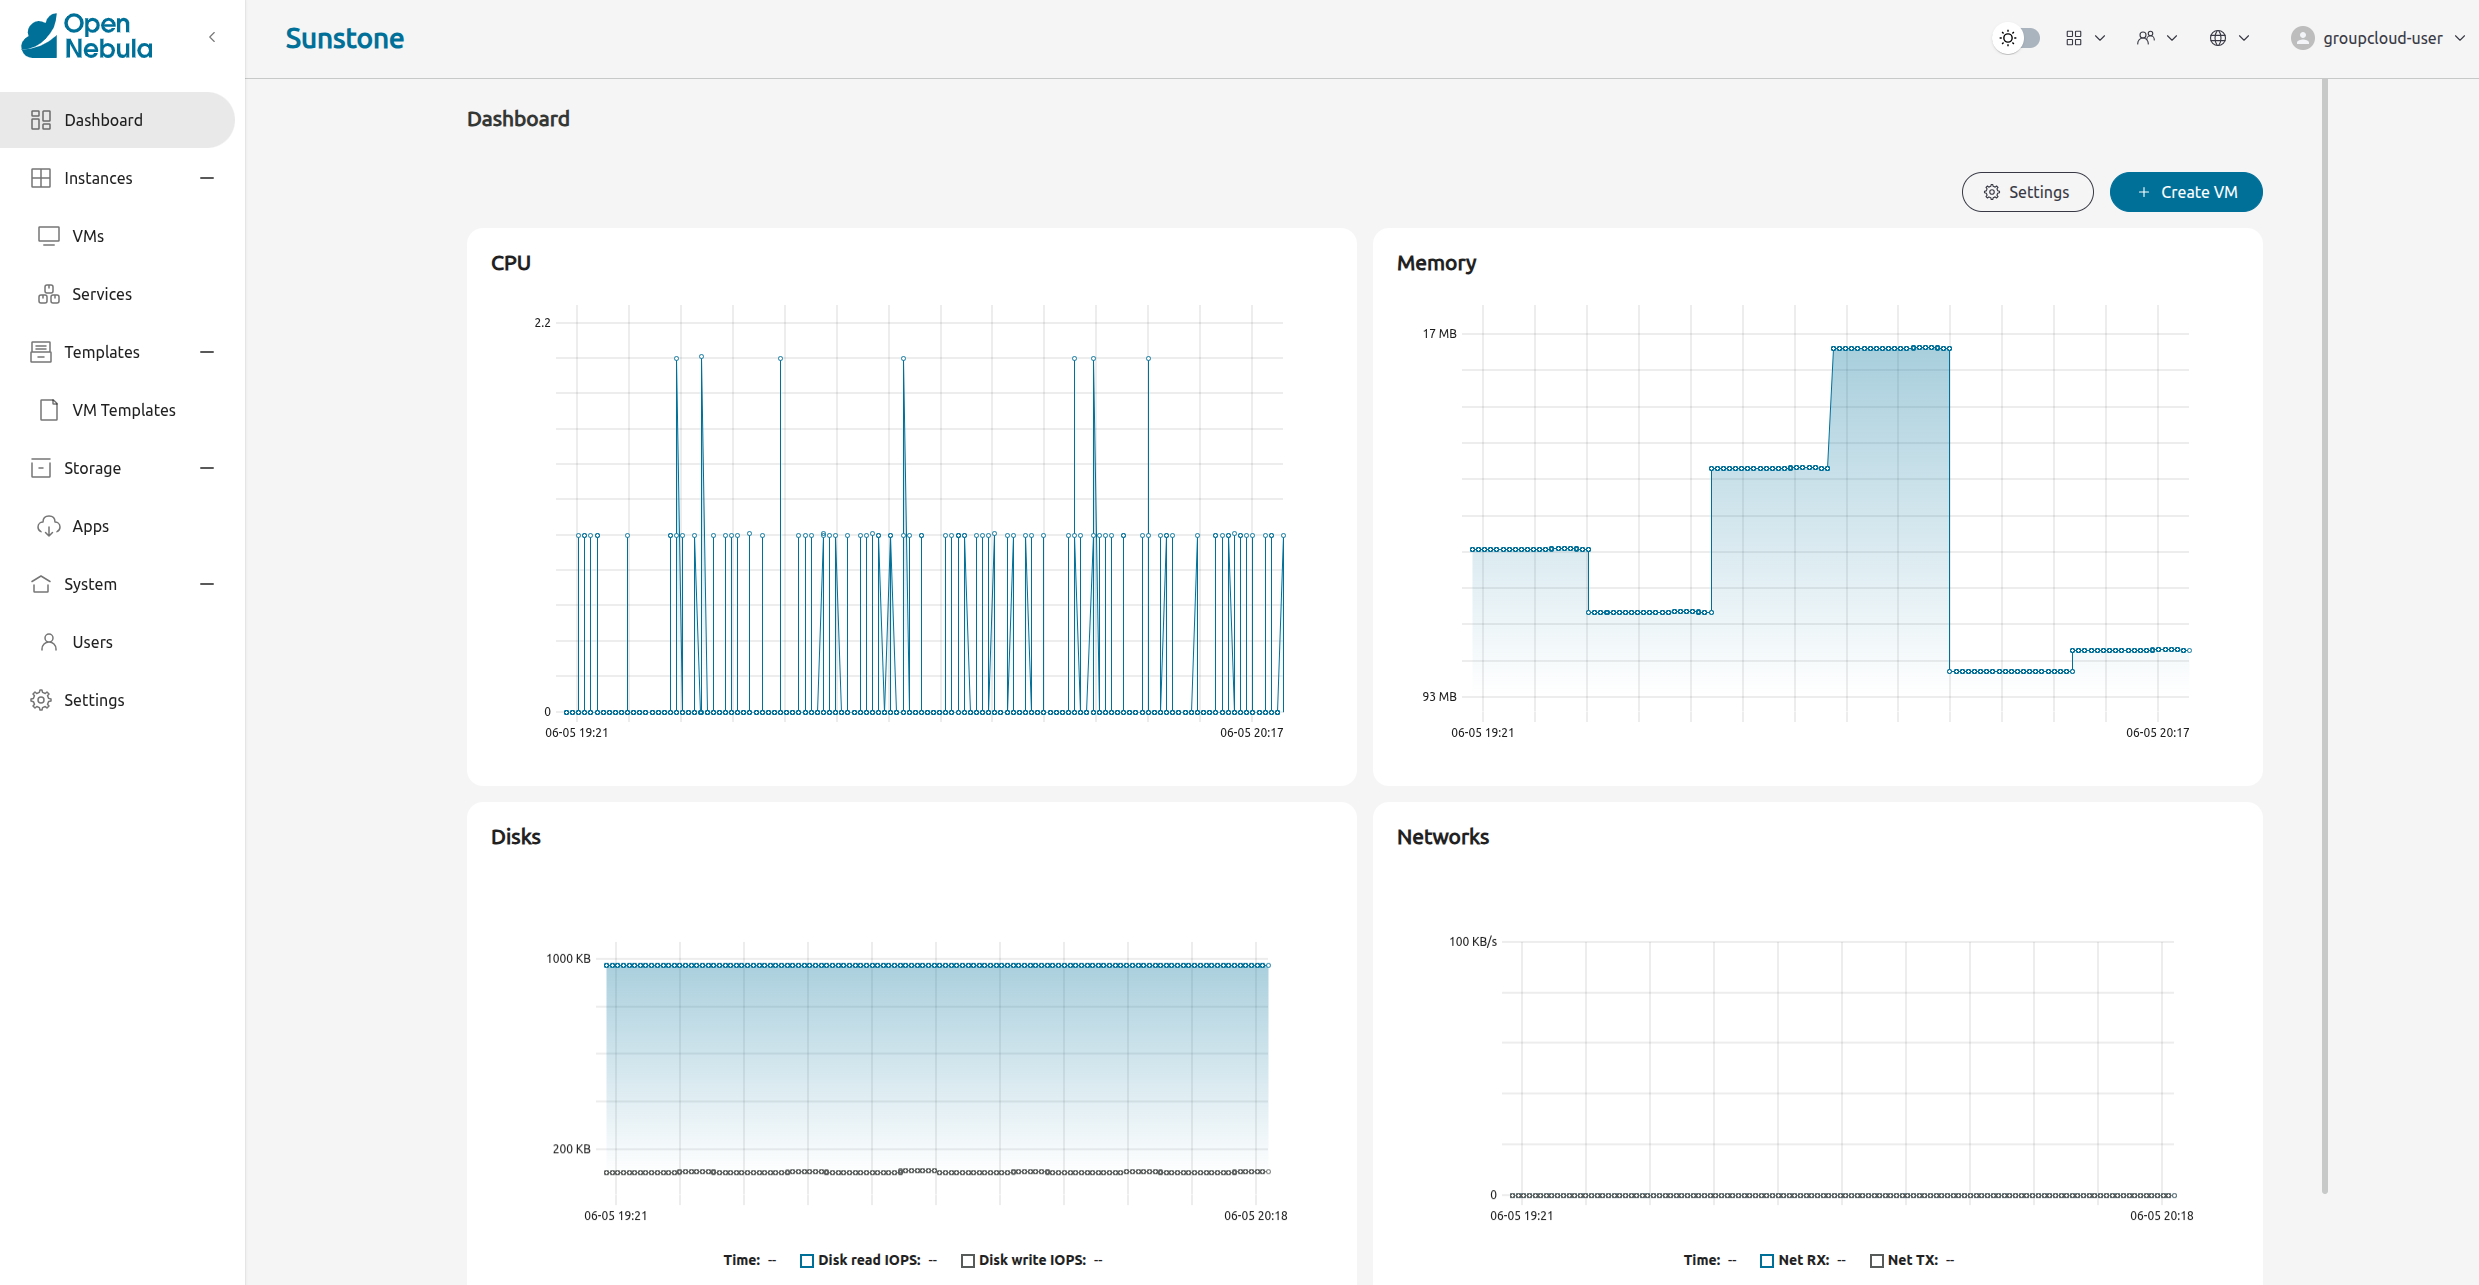 Open
Nebula
Sunstone
groupcloud-user
Dashboard
Instances
VMs
Services
Templates
VM Templates
Storage
Apps
System
Users
Settings
Dashboard
Settings
+ Create VM
CPU
2.2
0
06-05 19:21
06-05 20:17
Memory
17 MB
93 MB
06-05 19:21
06-05 20:17
Disks
1000 KB
200 KB
06-05 19:21
06-05 20:18
Time: -- Disk read IOPS: -- Disk write IOPS: --
Networks
100 KB/s
0
06-05 19:21
06-05 20:18
Time: -- Net RX: -- Net TX: --